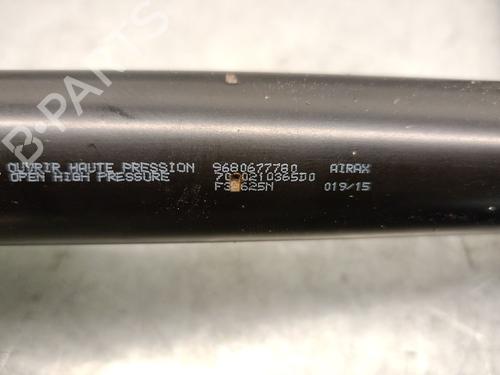 OUVRIR HAUTE PRESSION 9680677780 AIRAX
OPEN HIGH PRESSURE
019/15
B-PARTS